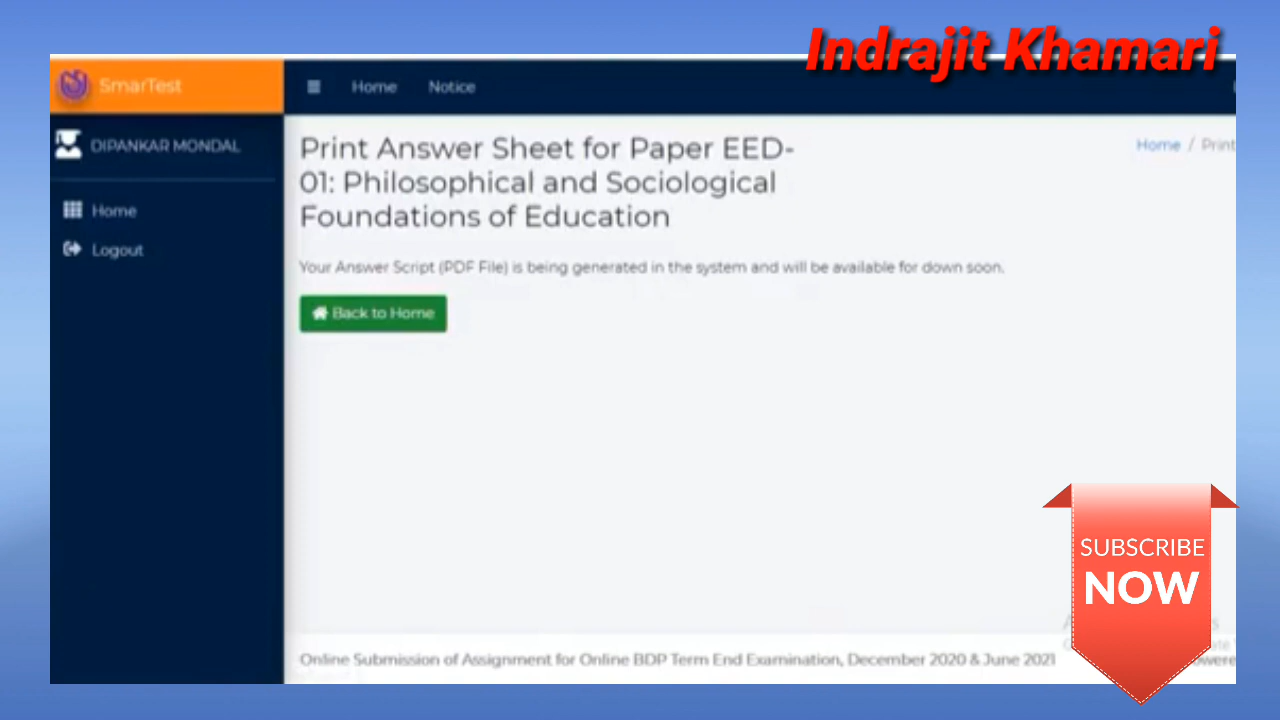 Indrajit Khamari
SmarTest
Home Notice
DIPANKAR MONDAL
Home
Logout
Print Answer Sheet for Paper EED-
01: Philosophical and Sociological
Foundations of Education
Home / Print
Your Answer Script (PDF File) is being generated in the system and will be available for down soon.
Back to Home
SUBSCRIBE
NOW
Online Submission of Assignment for Online BDP Term End Examination, December 2020 & June 2021